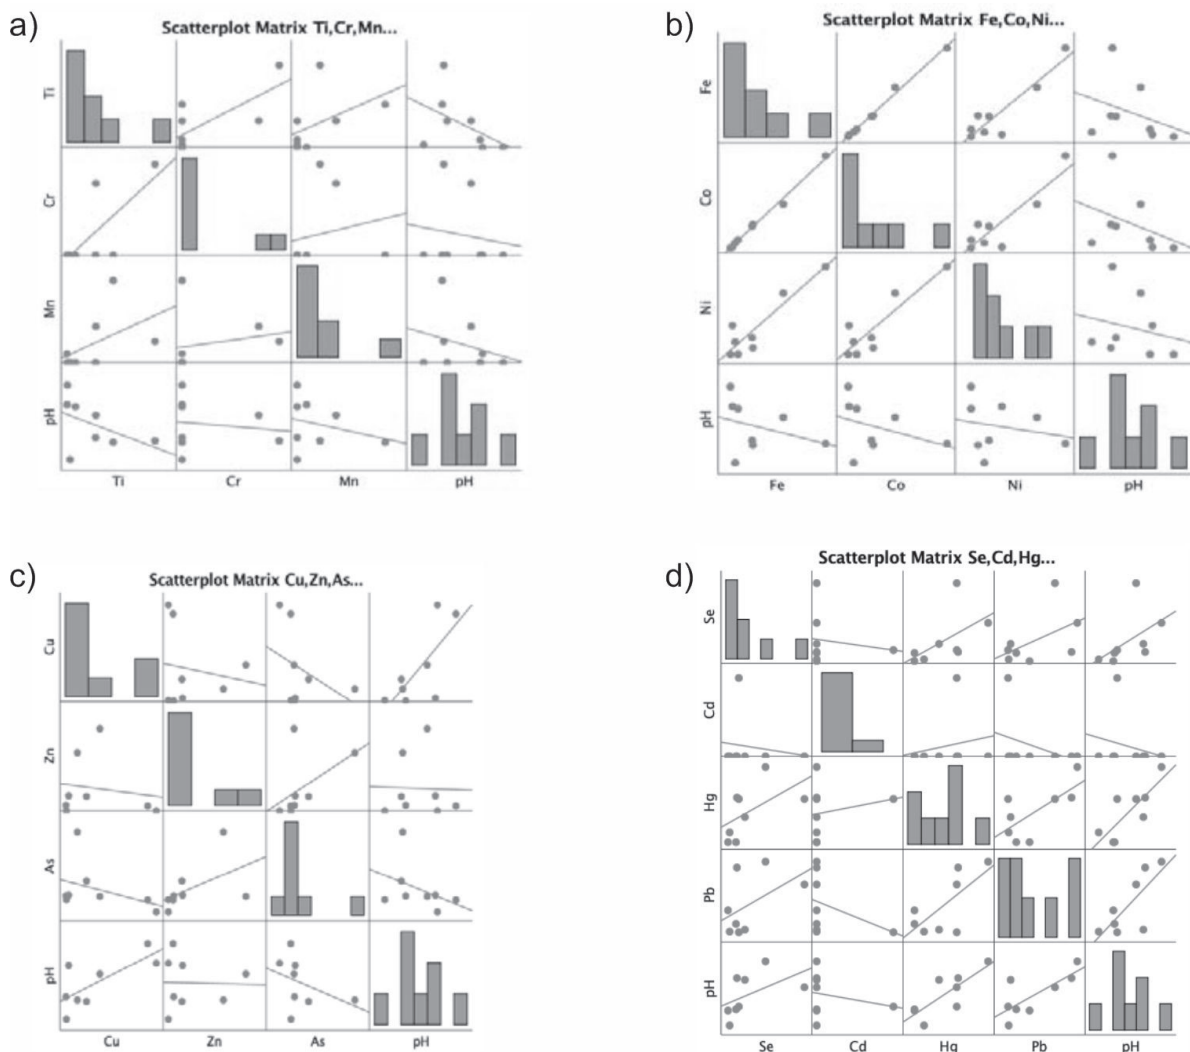 a)
Scatterplot Matrix Ti,Cr,Mn...
Ti
Cr
Mn
pH
Ti Cr Mn pH
b)
Scatterplot Matrix Fe,Co,Ni...
Fe
Co
Ni
pH
Fe Co Ni pH
c)
Scatterplot Matrix Cu,Zn,As...
Cu
Zn
As
pH
Cu Zn As pH
d)
Scatterplot Matrix Se,Cd,Hg...
Se
Cd
Hg
Pb
pH
Se Cd Hg Pb pH